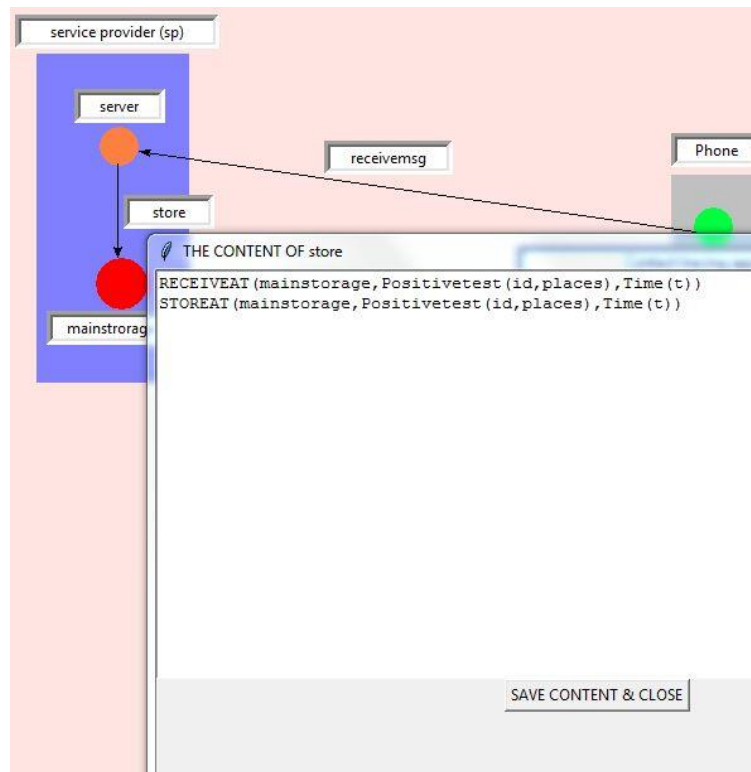 service provider (sp)
server
receivemsg
Phone
store
THE CONTENT OF store
RECEIVEAT(mainstorage,Positivetest(id,places),Time(t))
STOREAT(mainstorage,Positivetest(id,places),Time(t))
mainstrorag
SAVE CONTENT & CLOSE